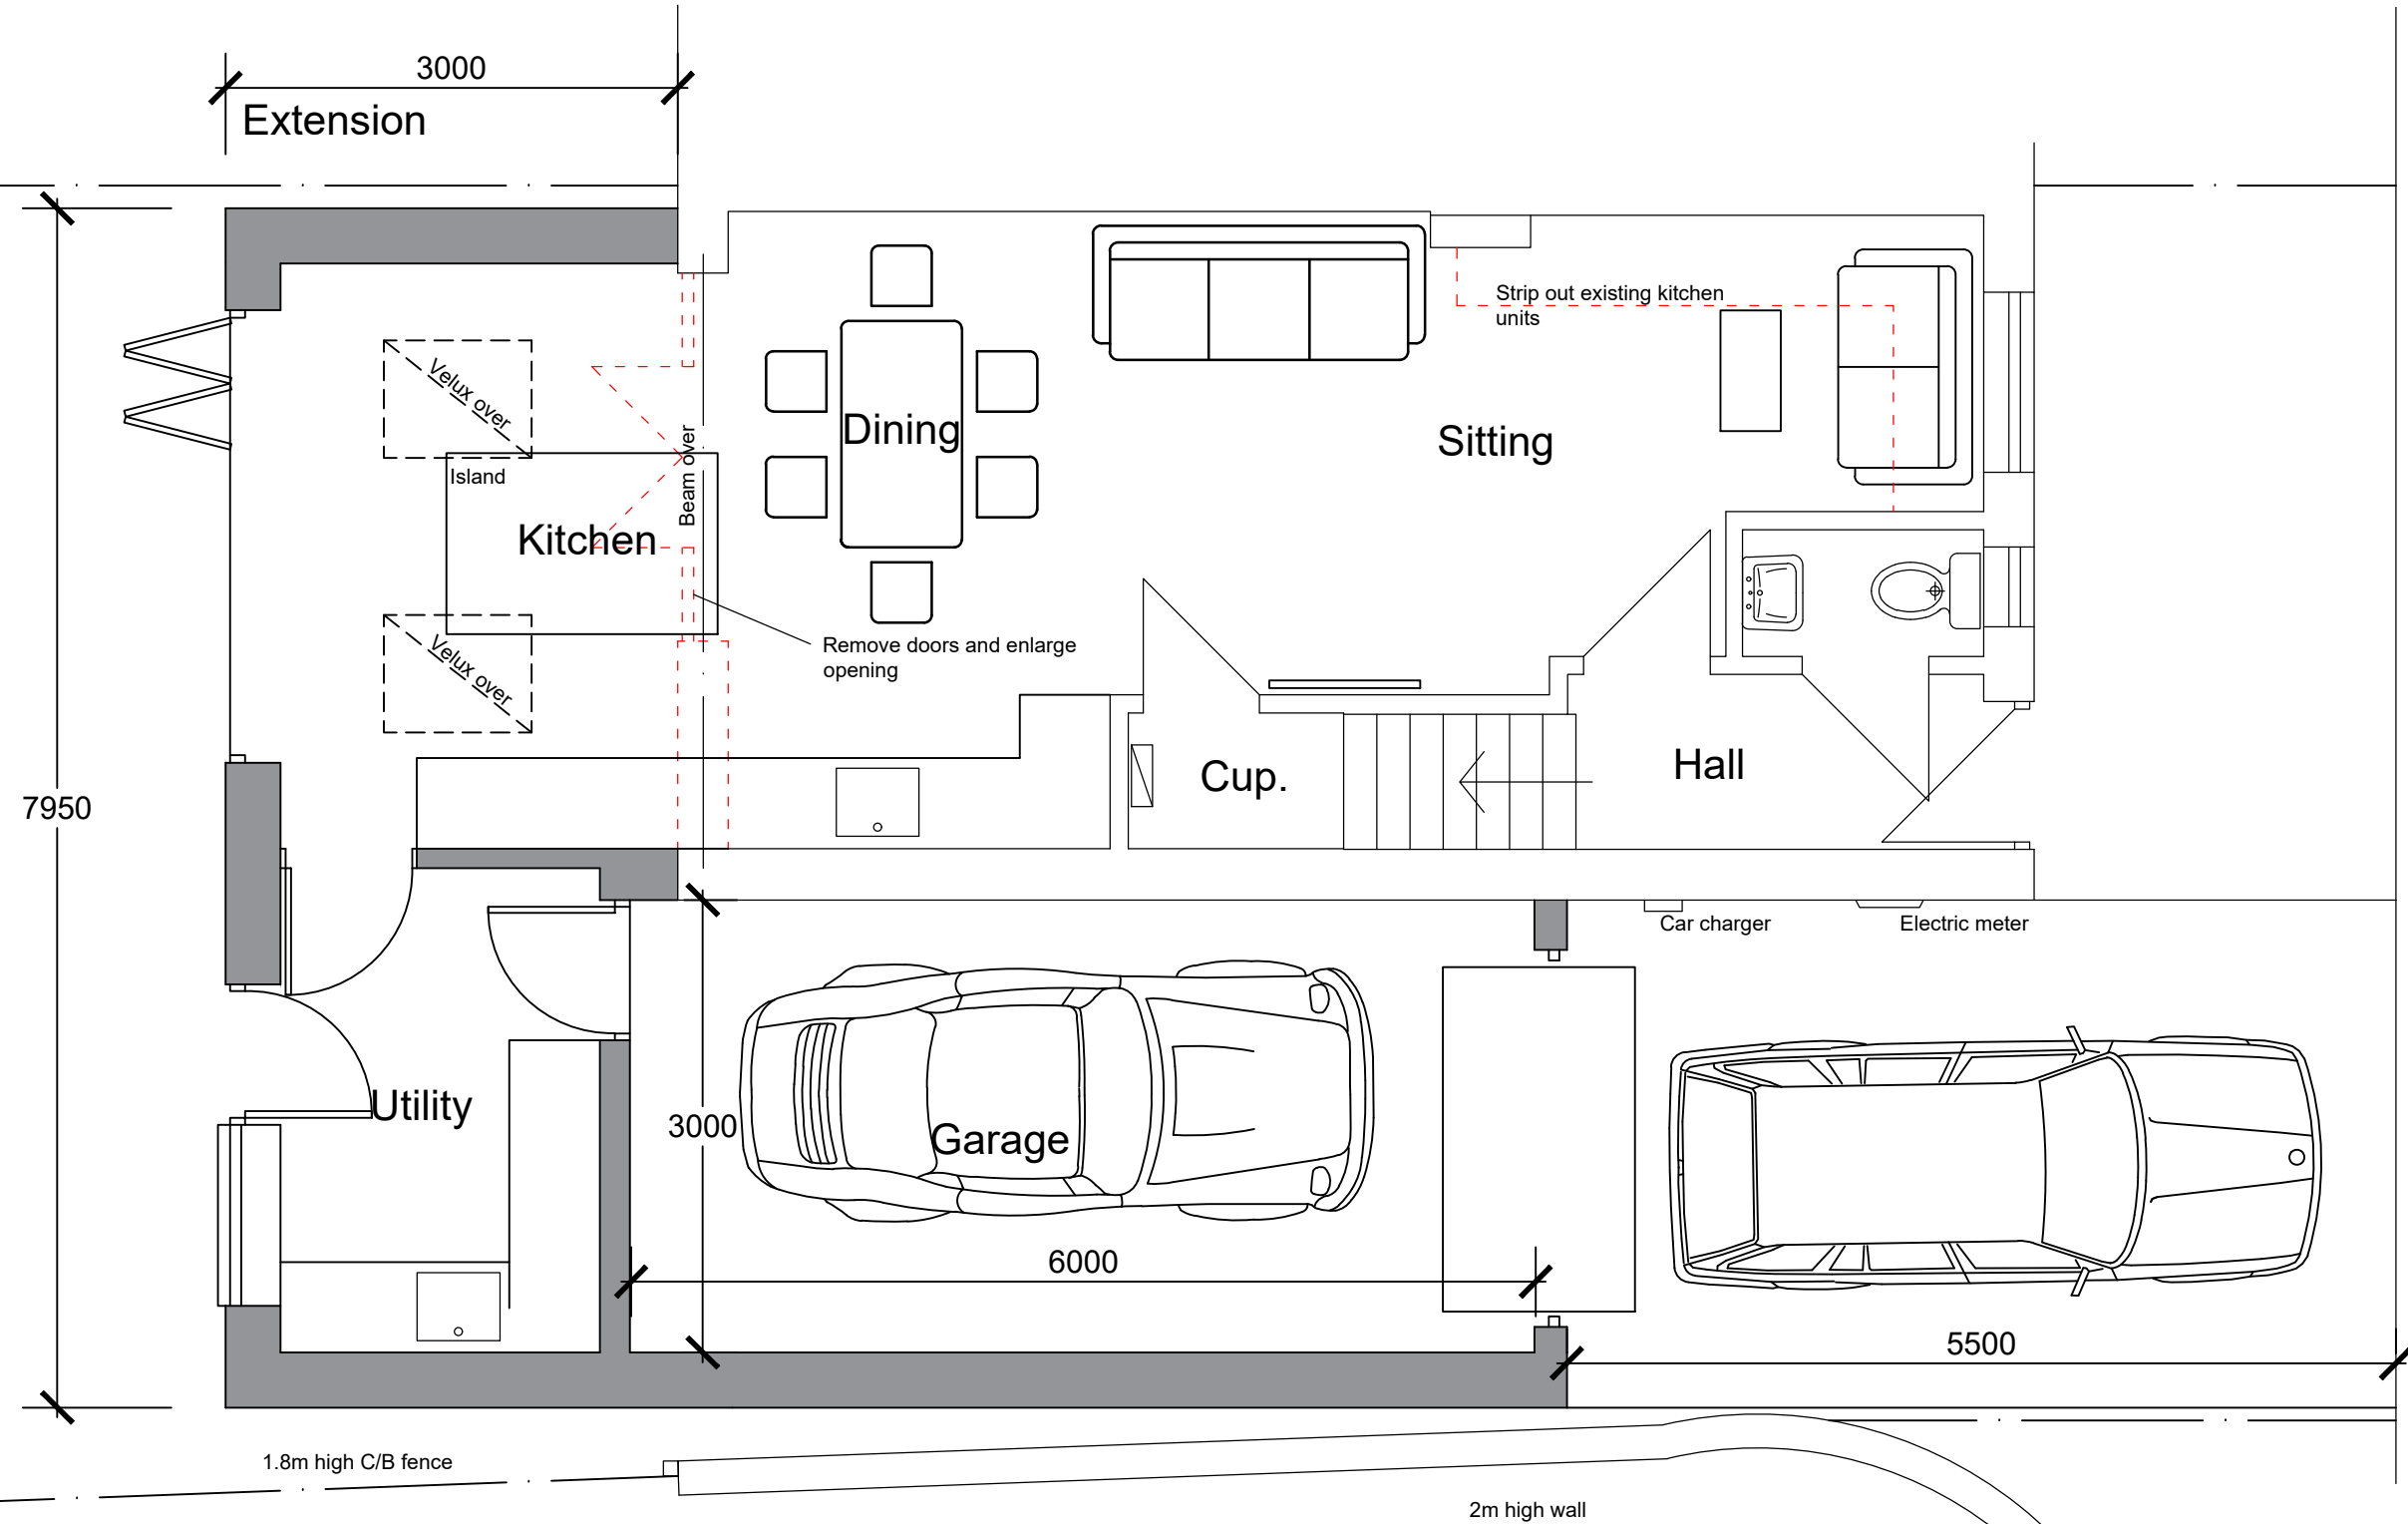 3000
Extension
Strip out existing kitchen
units
Velux over
Dining
Beam over
Sitting
Island
Kitchen
Remove doors and enlarge
opening
Velux over
Cup.
Hall
7950
Car charger
Electric meter
Utility
3000
Garage
6000
5500
1.8m high C/B fence
2m high wall